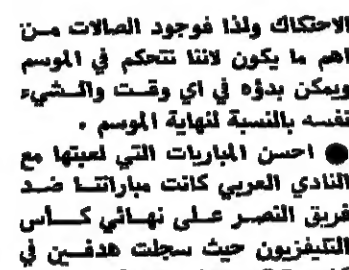 الاحتكاك ولذا فوجود الصالات مــن
اهم ما يكون لاننا نتحكم في الموسم
ويمكن بدؤه في اي وقت والشيء
نفسه بالنسبة لنهاية الموسم .
● احسن المباريات التي لعبتها مع
النادي العربي كانت مباراتنا ضد
فريق النصر على نهائي كــأس
التليفزيون حيث سجلت هدفين في